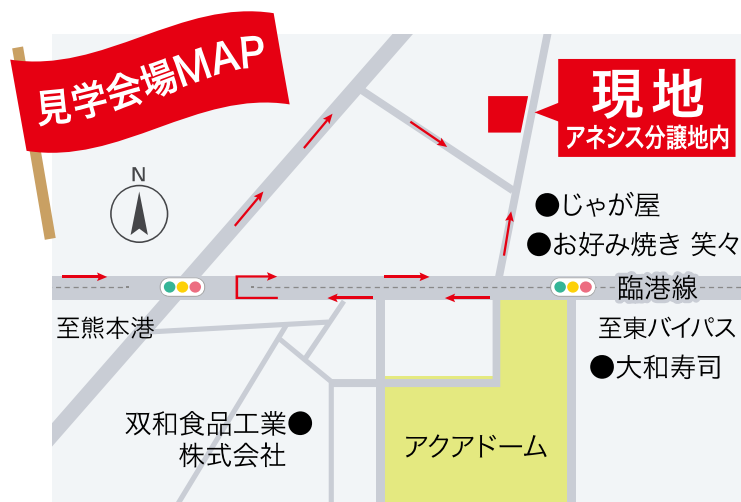 見学会場MAP
現地
アネシス分譲地内
N
●じゃが屋
●お好み焼き 笑々
臨港線
至熊本港
至東バイパス
●大和寿司
双和食品工業●
株式会社
アクアドーム